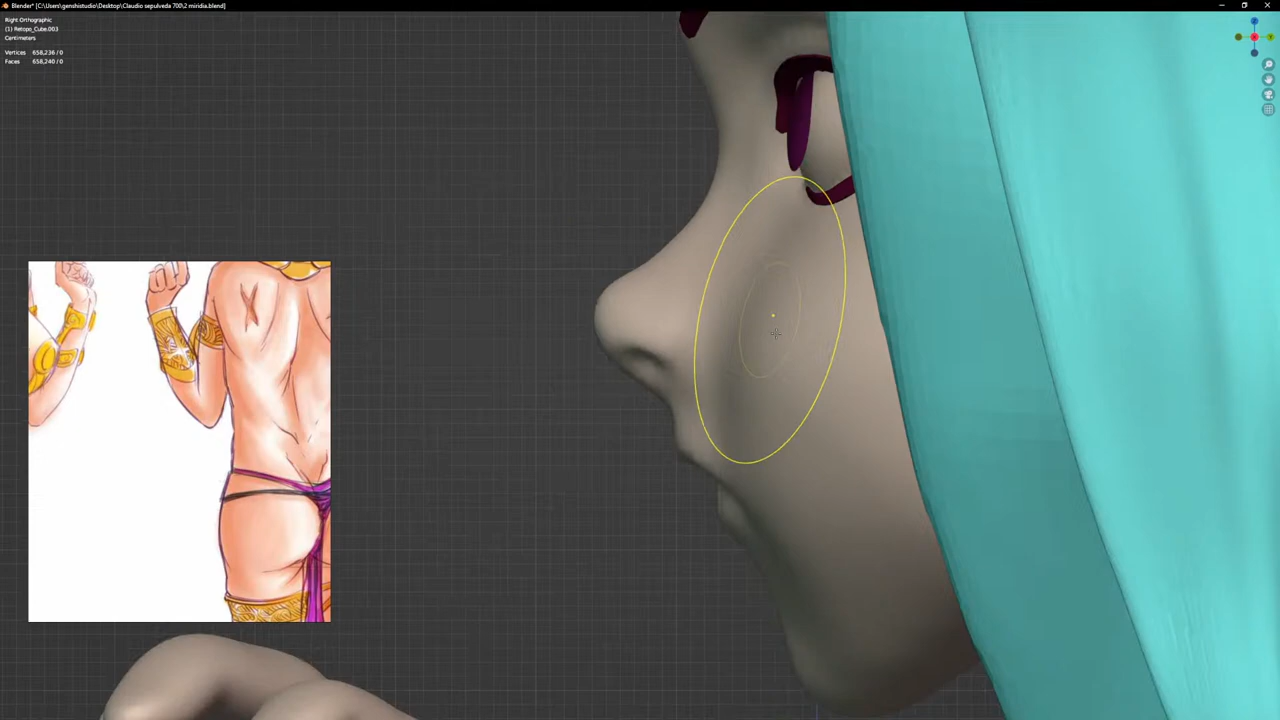 Blender* [C:\Users\genshistudio\Desktop\Claudio sepulveda 700\2 miridia.blend]
Right Orthographic
(1) Retopo_Cube.003
Centimeters
Vertices 658,236 / 0
Faces 658,240 / 0